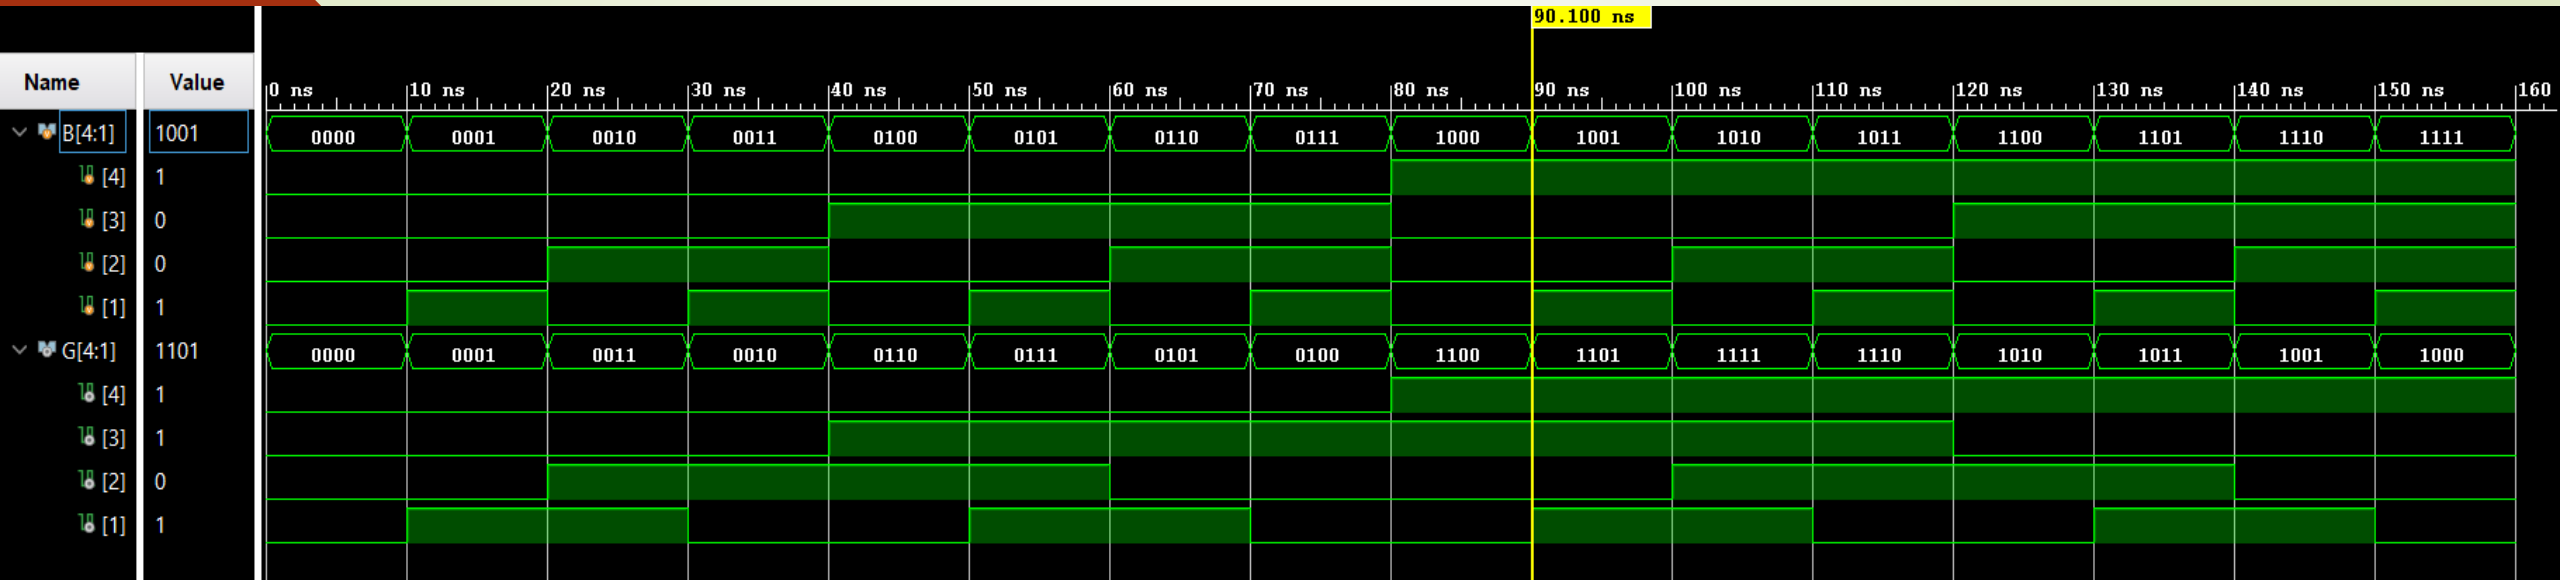 90.100 ns
Name Value
0 ns 10 ns 20 ns 30 ns 40 ns 50 ns 60 ns 70 ns 80 ns 90 ns 100 ns 110 ns 120 ns 130 ns 140 ns 150 ns 160
B[4:1] 1001 0000 0001 0010 0011 0100 0101 0110 0111 1000 1001 1010 1011 1100 1101 1110 1111
[4] 1
[3] 0
[2] 0
[1] 1
G[4:1] 1101 0000 0001 0011 0010 0110 0111 0101 0100 1100 1101 1111 1110 1010 1011 1001 1000
[4] 1
[3] 1
[2] 0
[1] 1